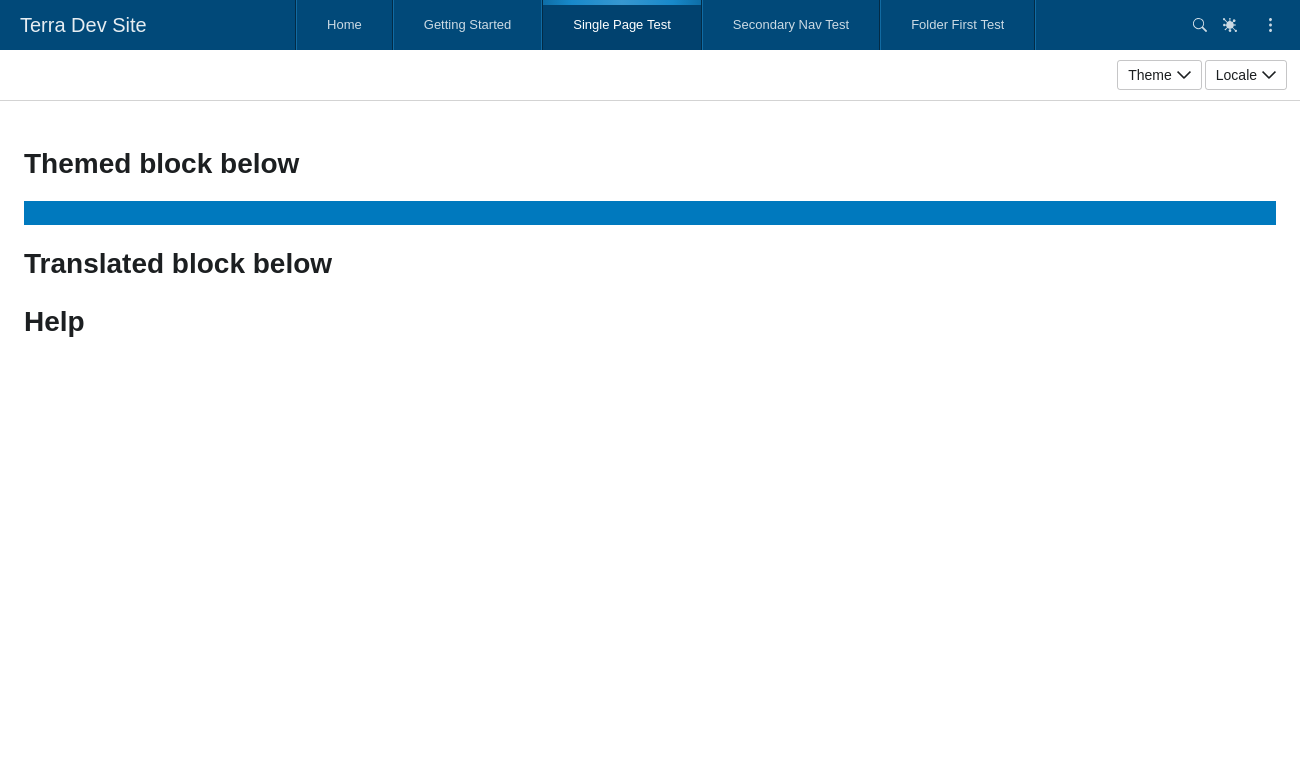 Terra Dev Site
Home
Getting Started
Single Page Test
Secondary Nav Test
Folder First Test
Theme
Locale
Themed block below
Translated block below
Help